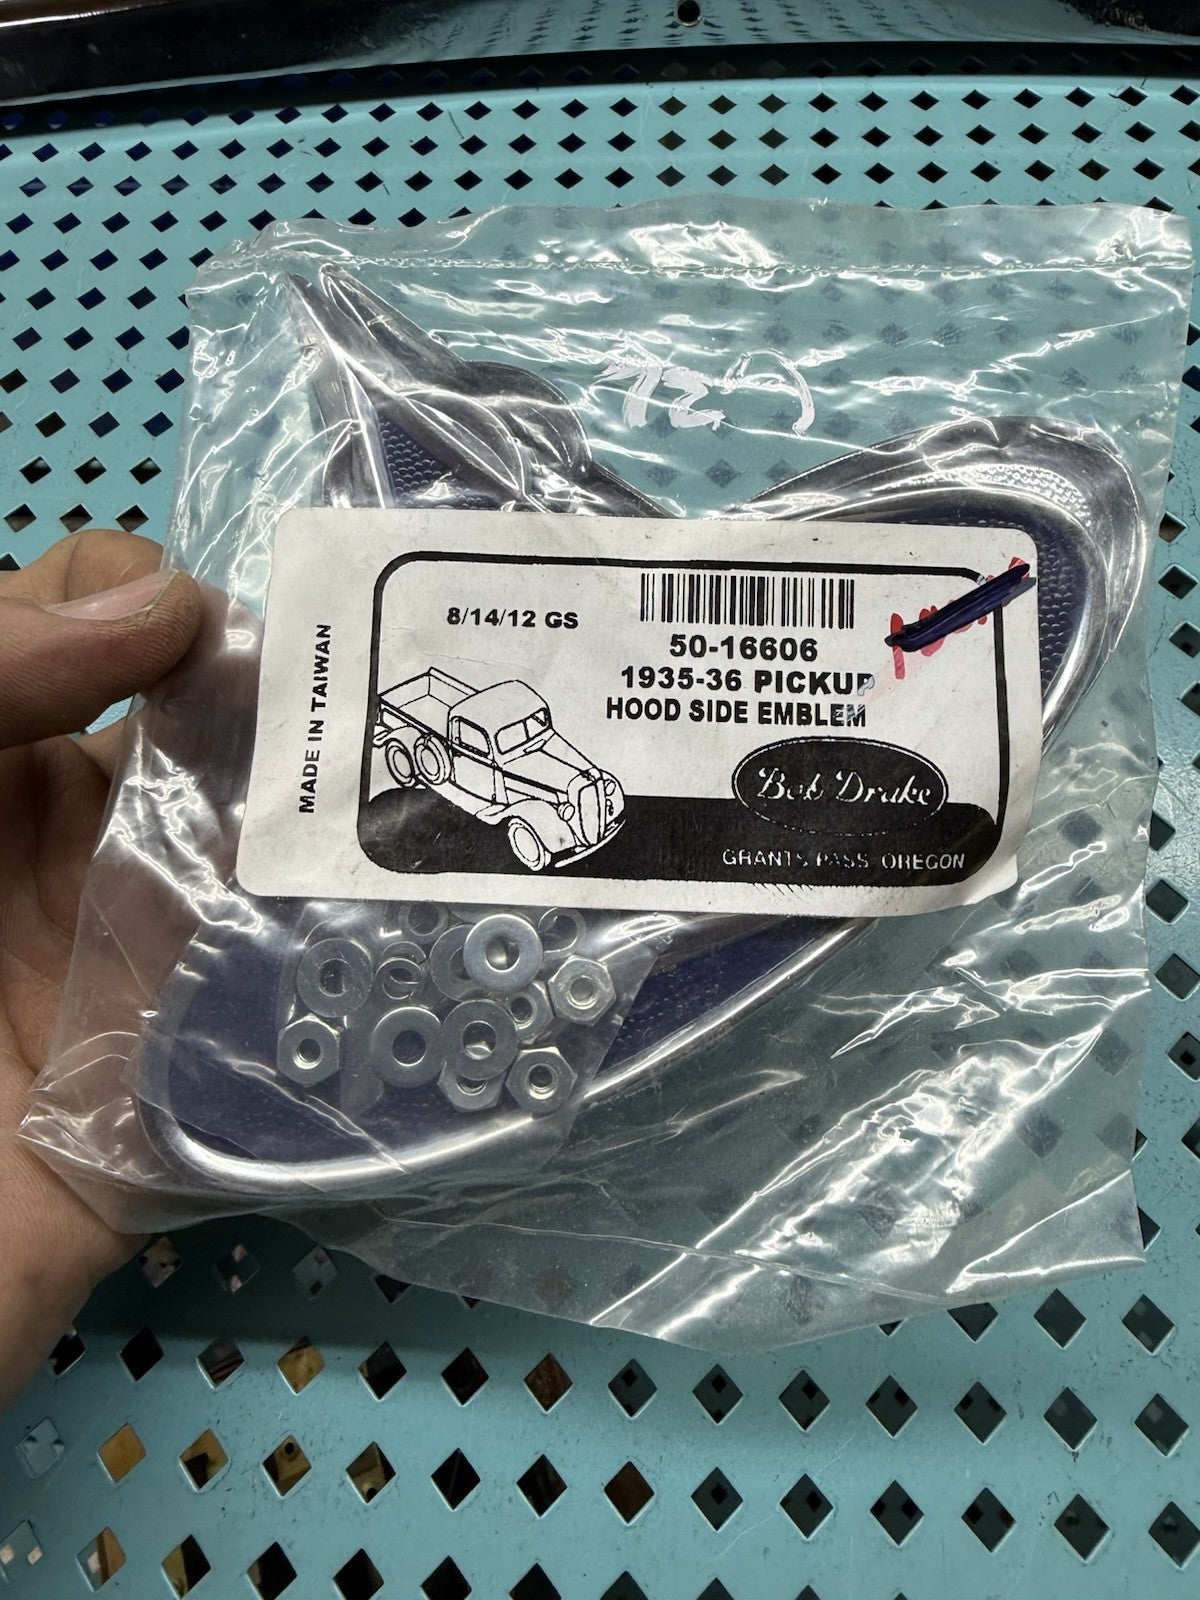 8/14/12 GS
50-16606
1935-36 PICKUP
HOOD SIDE EMBLEM
MADE IN TAIWAN
Bob Drake
GRANTS PASS, OREGON